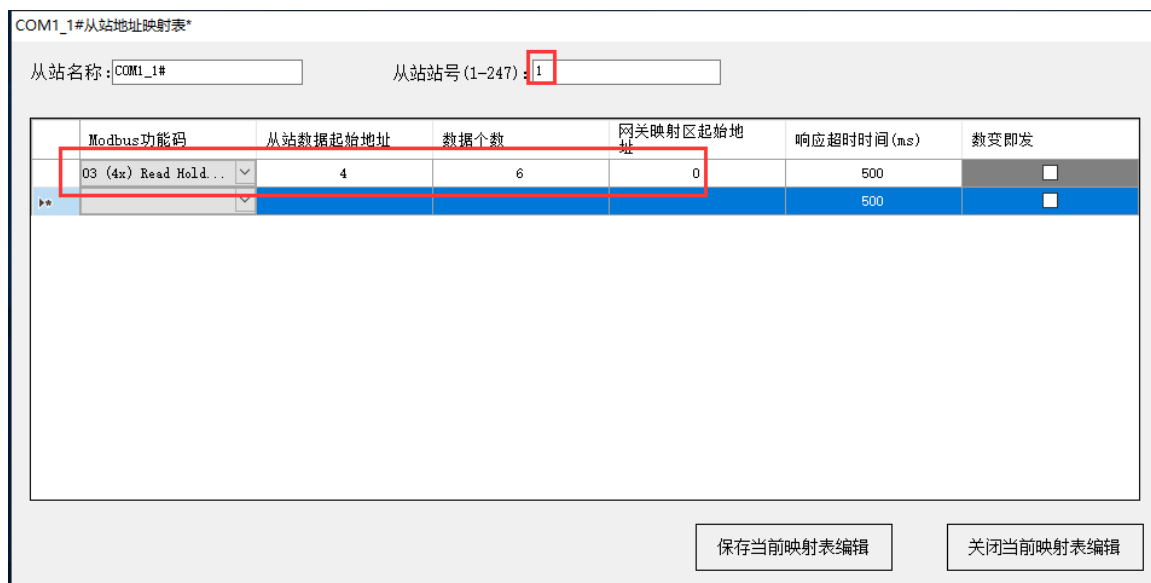 COM1_1#从站地址映射表*
从站名称:COM1_1# 从站站号(1-247):1
Modbus功能码 从站数据起始地址 数据个数 网关映射区起始地址 响应超时时间(ms) 数变即发
03 (4x) Read Hold... 4 6 0 500
▶* 500
保存当前映射表编辑 关闭当前映射表编辑